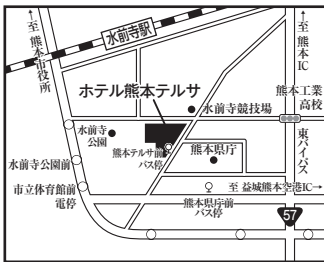 ←至 熊本市役所
水前寺駅
←至 熊本IC
ホテル熊本テルサ
熊本工業
高校
水前寺競技場
水前寺
公園
東バイパス
熊本テルサ前
バス停
熊本県庁
水前寺公園前
市立体育館前
電停
至 益城熊本空港IC→
熊本県庁前
バス停
57